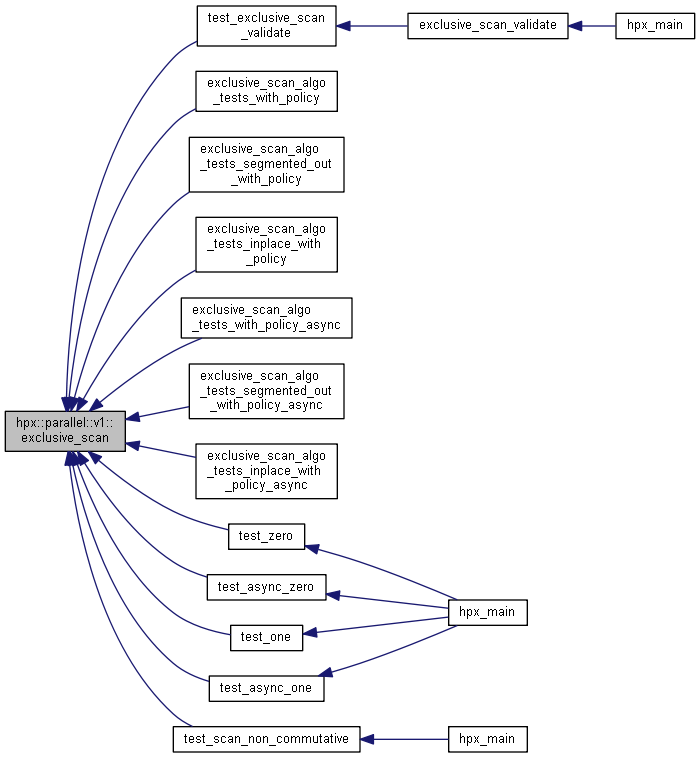 test_exclusive_scan
_validate
exclusive_scan_validate
hpx_main
exclusive_scan_algo
_tests_with_policy
exclusive_scan_algo
_tests_segmented_out
_with_policy
exclusive_scan_algo
_tests_inplace_with
_policy
exclusive_scan_algo
_tests_with_policy_async
exclusive_scan_algo
_tests_segmented_out
_with_policy_async
hpx::parallel::v1::
exclusive_scan
exclusive_scan_algo
_tests_inplace_with
_policy_async
test_zero
test_async_zero
hpx_main
test_one
test_async_one
test_scan_non_commutative
hpx_main